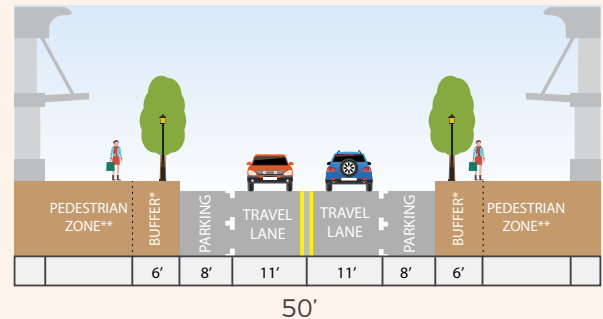 PEDESTRIAN
ZONE**
BUFFER*
PARKING
TRAVEL
LANE
TRAVEL
LANE
PARKING
BUFFER*
PEDESTRIAN
ZONE**
6’ 8’ 11’ 11’ 8’ 6’
50’